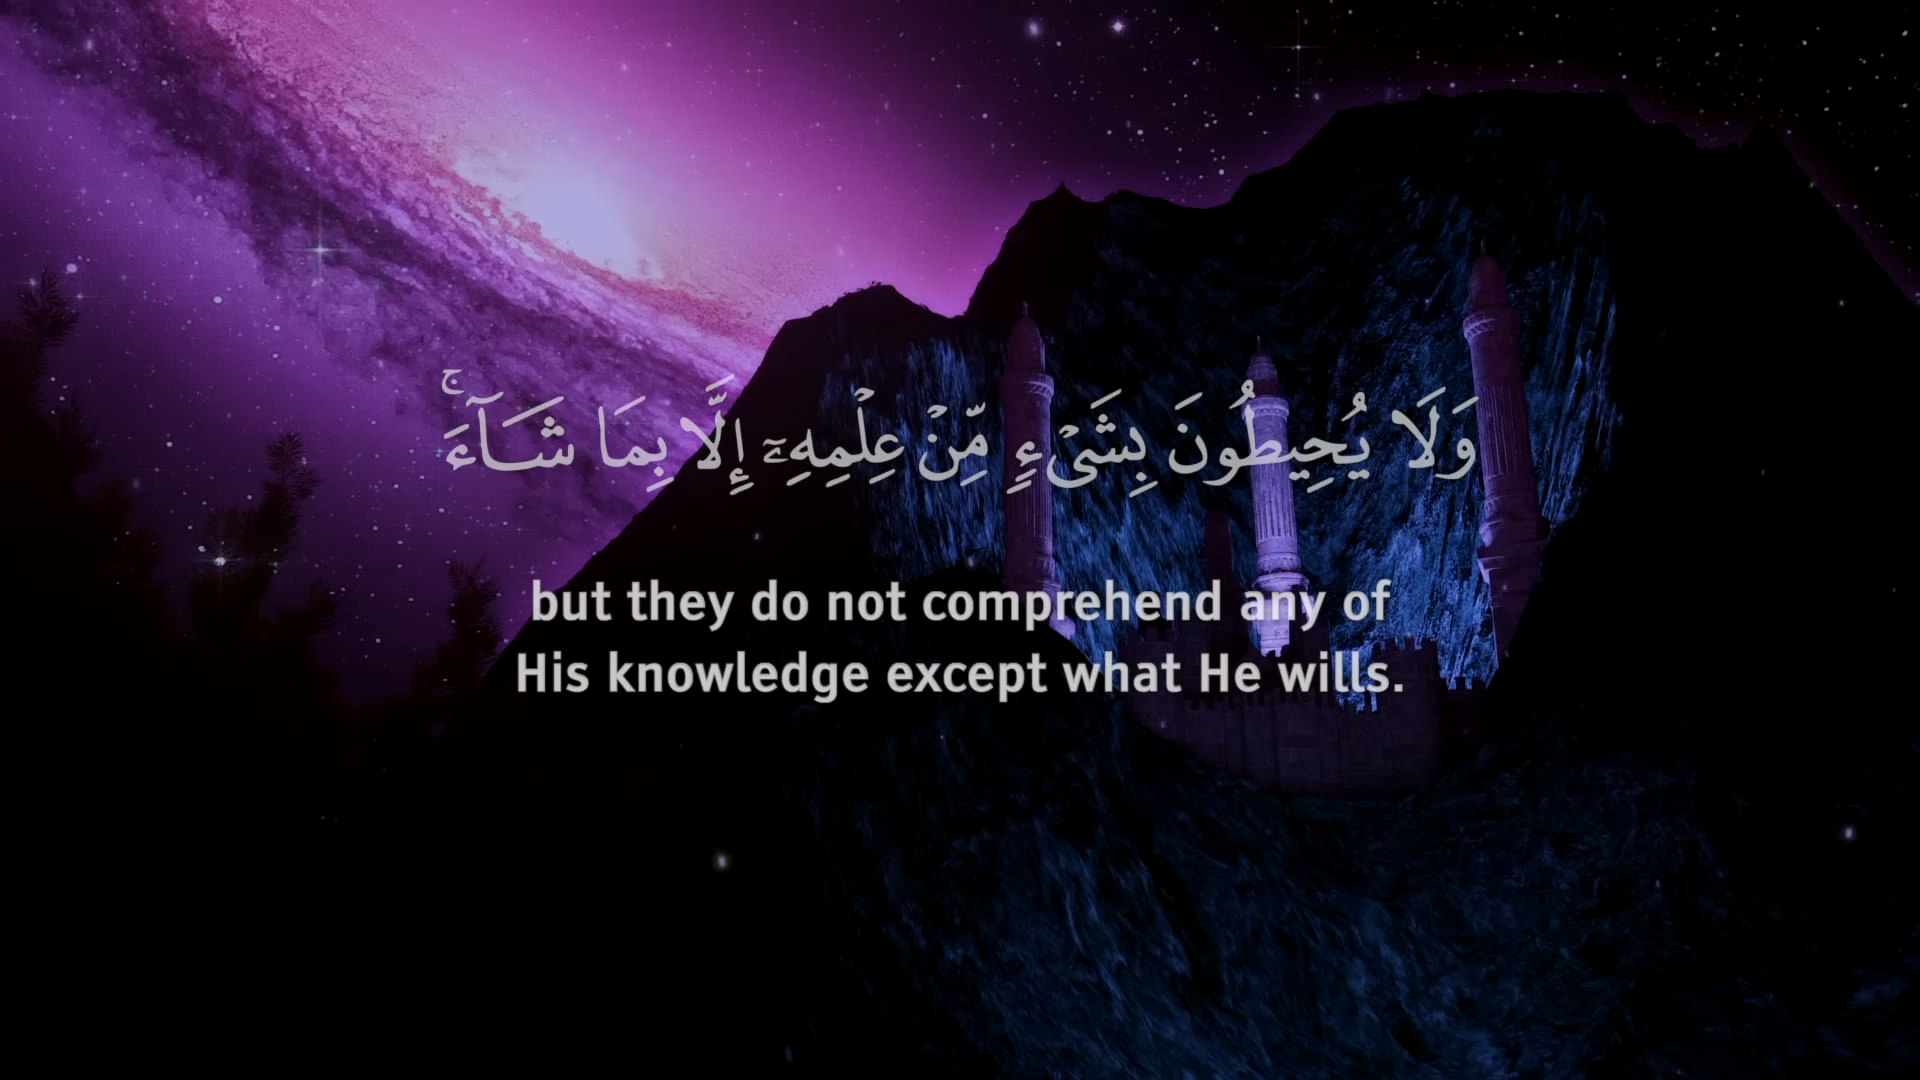 وَلَا يُحِيطُونَ بِشَىْءٍ مِّنْ عِلْمِهِۦٓ إِلَّا بِمَا شَآءَ ۚ
but they do not comprehend any of
His knowledge except what He wills.